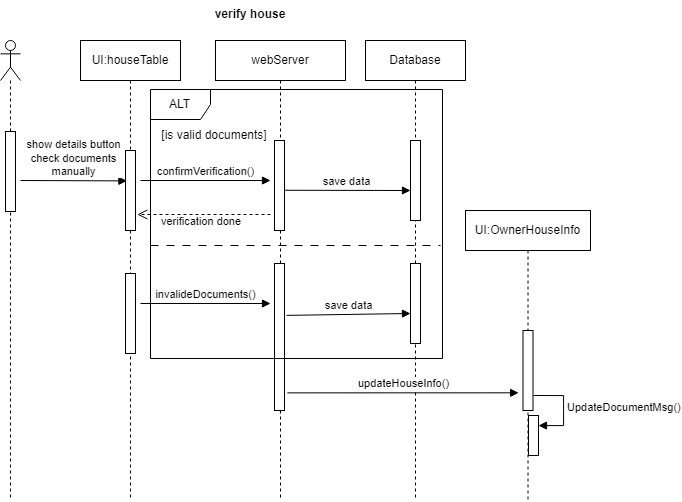 verify house
UI:houseTable
webServer
Database
ALT
[is valid documents]
show details button
check documents
manually
confirmVerification()
save data
verification done
UI:OwnerHouseInfo
invalideDocuments()
save data
updateHouseInfo()
UpdateDocumentMsg()